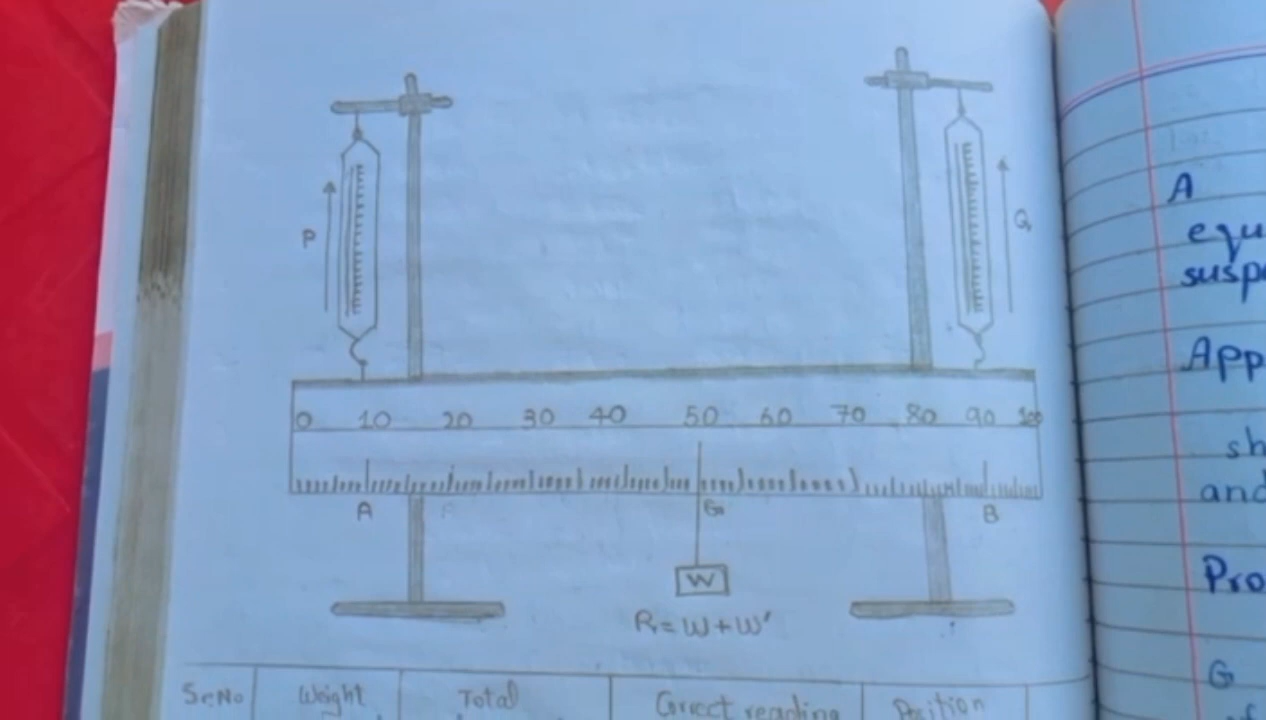 P
Q
0 10 20 30 40 50 60 70 80 90 100
A
G
B
W
R = W + W'
Sr.No Weight Total Correct reading Position
A
equ
susp
App
sh
and
Pro
G
of